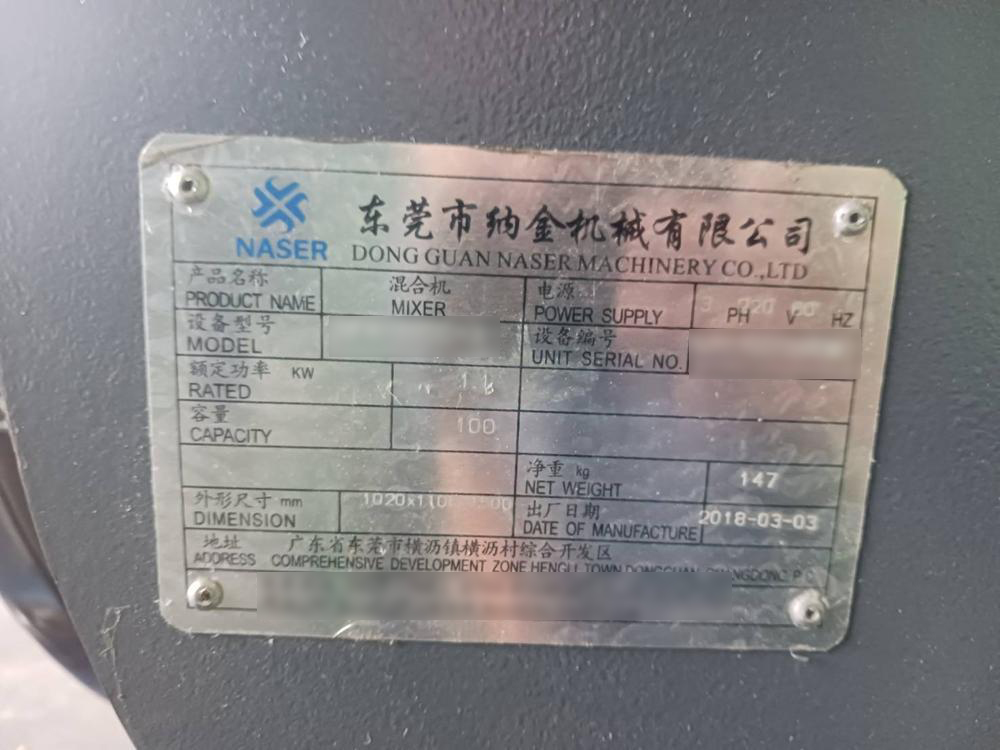 NASER
东莞市纳金机械有限公司
DONG GUAN NASER MACHINERY CO.,LTD
产品名称 混合机 电源
PRODUCT NAME MIXER POWER SUPPLY 3 PH V HZ
设备型号 设备编号
MODEL UNIT SERIAL NO.
额定功率 KW
RATED
容量
CAPACITY 100
净重 kg
NET WEIGHT 147
外形尺寸 mm 出厂日期
DIMENSION DATE OF MANUFACTURE 2018-03-03
地址 广东省东莞市横沥镇横沥村综合开发区
ADDRESS COMPREHENSIVE DEVELOPMENT ZONE HENGLI TOWN DONGGUAN